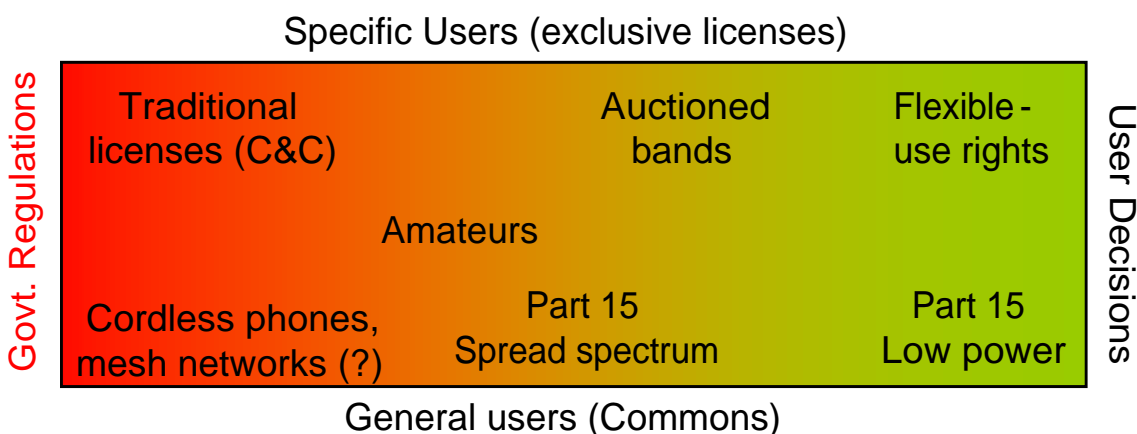 Specific Users (exclusive licenses)
Govt. Regulations
Traditional
licenses (C&C)
Auctioned
bands
Flexible-
use rights
User Decisions
Amateurs
Cordless phones,
mesh networks (?)
Part 15
Spread spectrum
Part 15
Low power
General users (Commons)